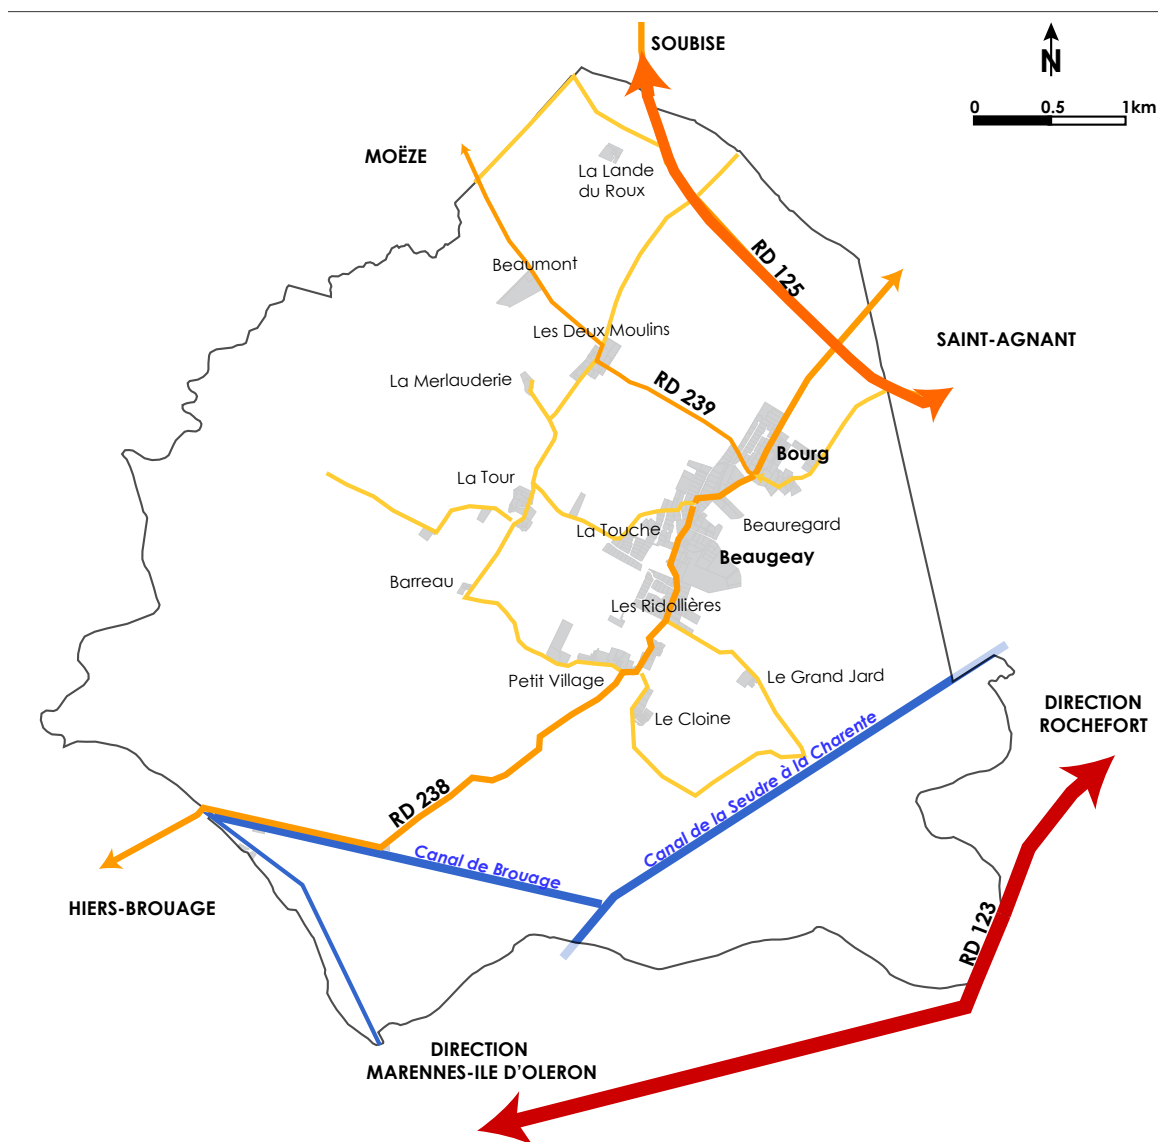 SOUBISE
N
0 0.5 1km
MOËZE
La Lande
du Roux
RD 125
Beaumont
Les Deux Moulins
SAINT-AGNANT
La Merlauderie
RD 239
Bourg
La Tour
La Touche
Beauregard
Beaugeay
Barreau
Les Ridollières
Petit Village
Le Grand Jard
Le Cloine
DIRECTION
ROCHEFORT
RD 238
Canal de la Seudre à la Charente
Canal de Brouage
HIERS-BROUAGE
RD 123
DIRECTION
MARENNES-ILE D'OLERON